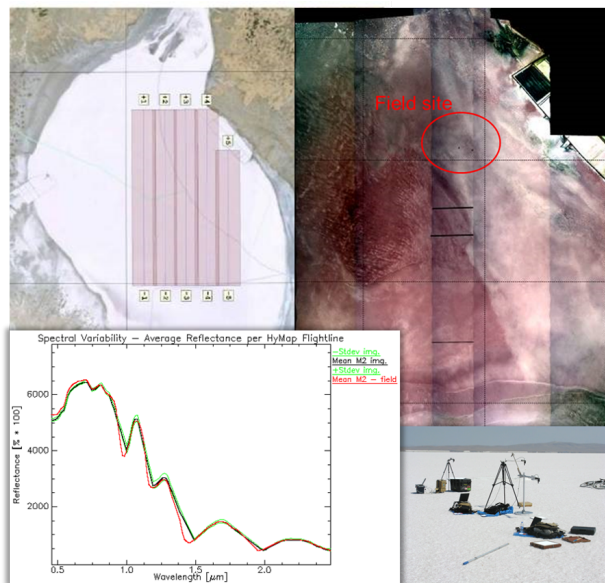 Field site
Spectral Variability – Average Reflectance per HyMap Flightline
–Stdev img.
Mean M2 img.
+Stdev img.
Mean M2 – field
Reflectance [% * 100]
6000
4000
2000
0.5
1.0
1.5
2.0
Wavelength [µm]